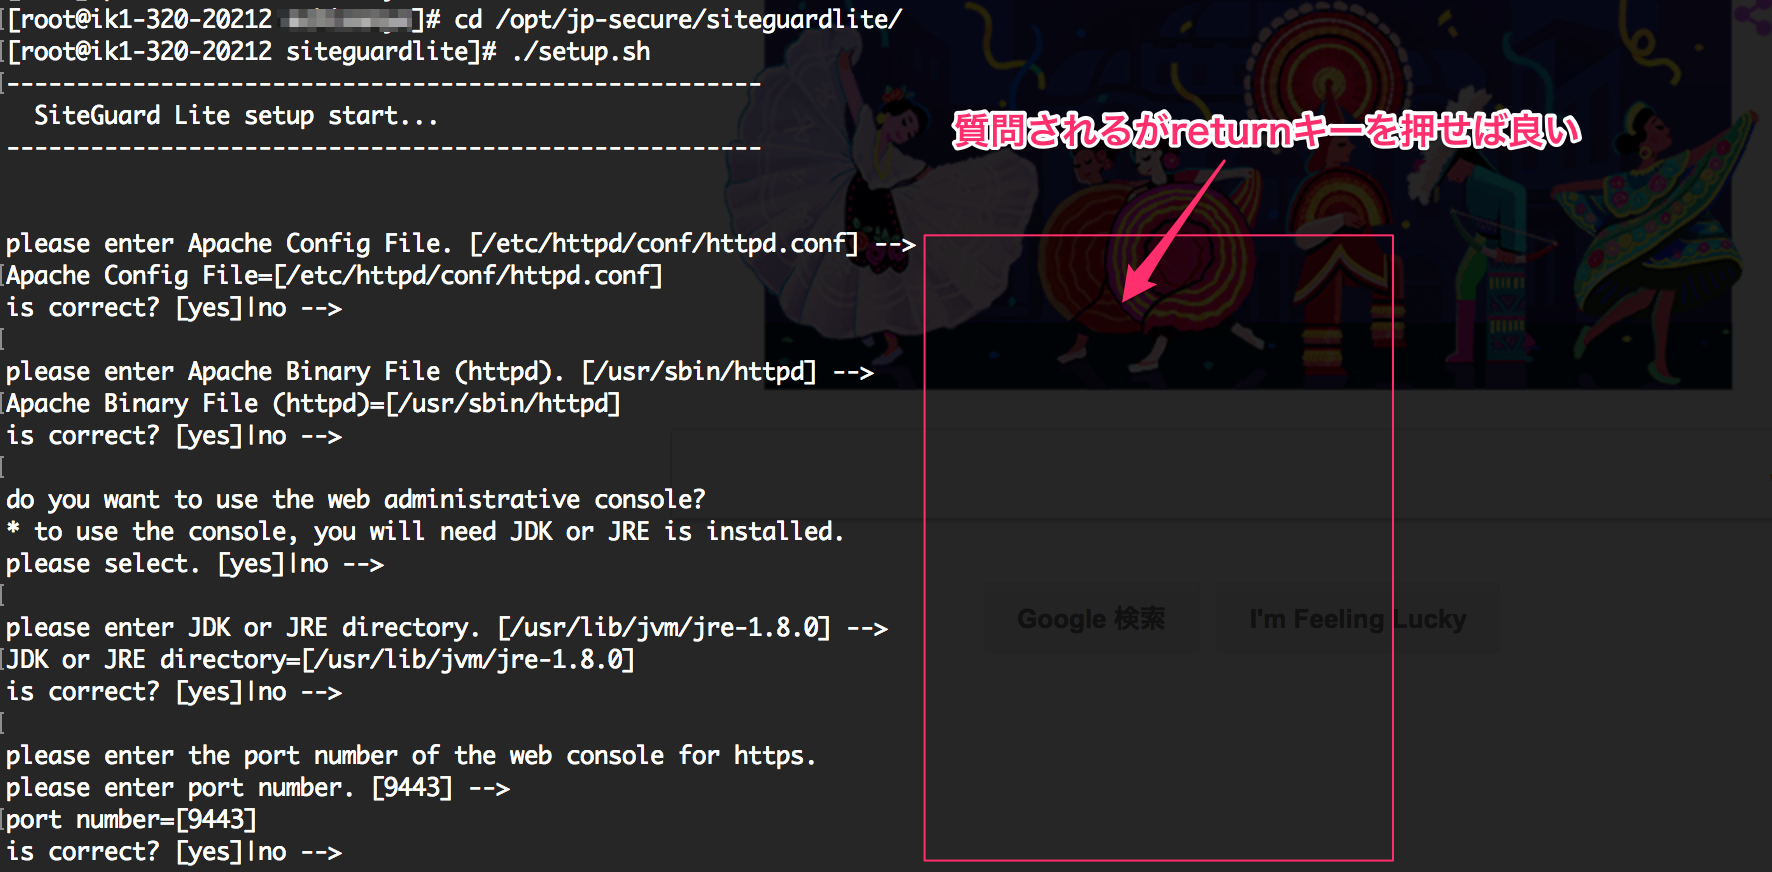 [root@ik1-320-20212 ]# cd /opt/jp-secure/siteguardlite/
[root@ik1-320-20212 siteguardlite]# ./setup.sh
------------------------------------------------------
SiteGuard Lite setup start...
------------------------------------------------------
質問されるがreturnキーを押せば良い
please enter Apache Config File. [/etc/httpd/conf/httpd.conf] -->
Apache Config File=[/etc/httpd/conf/httpd.conf]
is correct? [yes]|no -->
please enter Apache Binary File (httpd). [/usr/sbin/httpd] -->
Apache Binary File (httpd)=[/usr/sbin/httpd]
is correct? [yes]|no -->
do you want to use the web administrative console?
* to use the console, you will need JDK or JRE is installed.
please select. [yes]|no -->
please enter JDK or JRE directory. [/usr/lib/jvm/jre-1.8.0] -->
Google 検索 I'm Feeling Lucky
JDK or JRE directory=[/usr/lib/jvm/jre-1.8.0]
is correct? [yes]|no -->
please enter the port number of the web console for https.
please enter port number. [9443] -->
port number=[9443]
is correct? [yes]|no -->